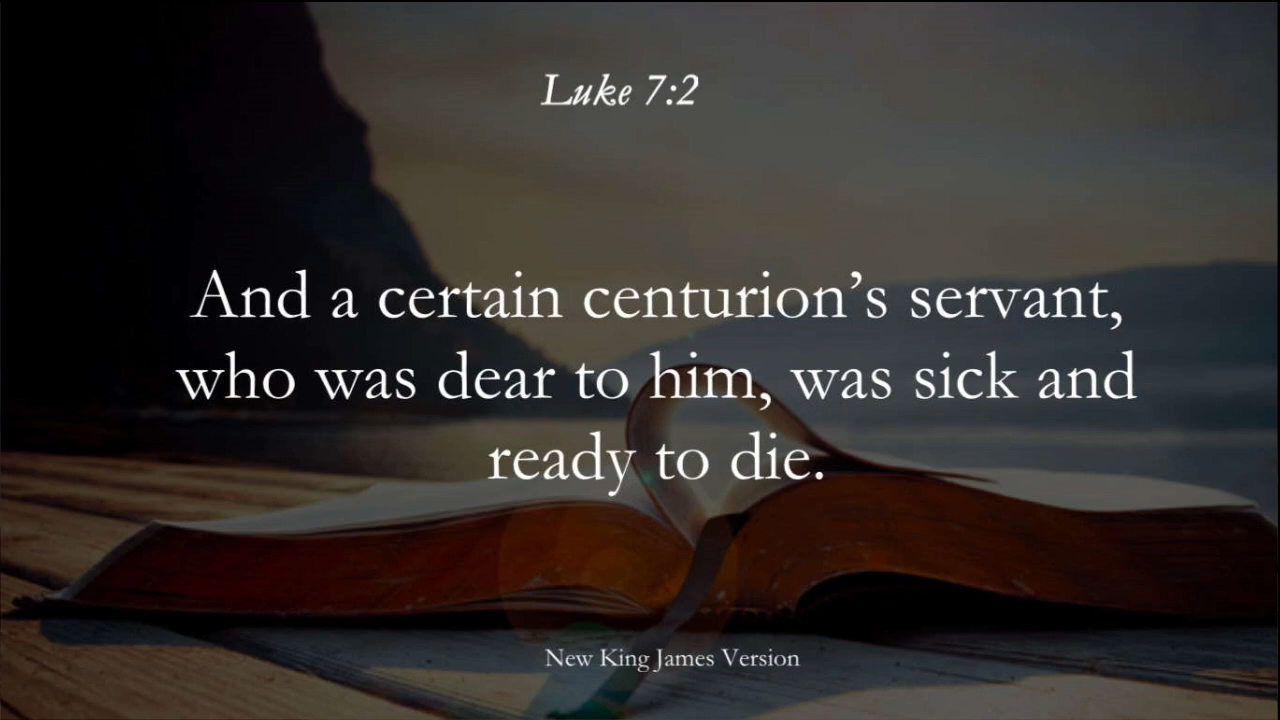 Luke 7:2
And a certain centurion’s servant,
who was dear to him, was sick and
ready to die.
New King James Version